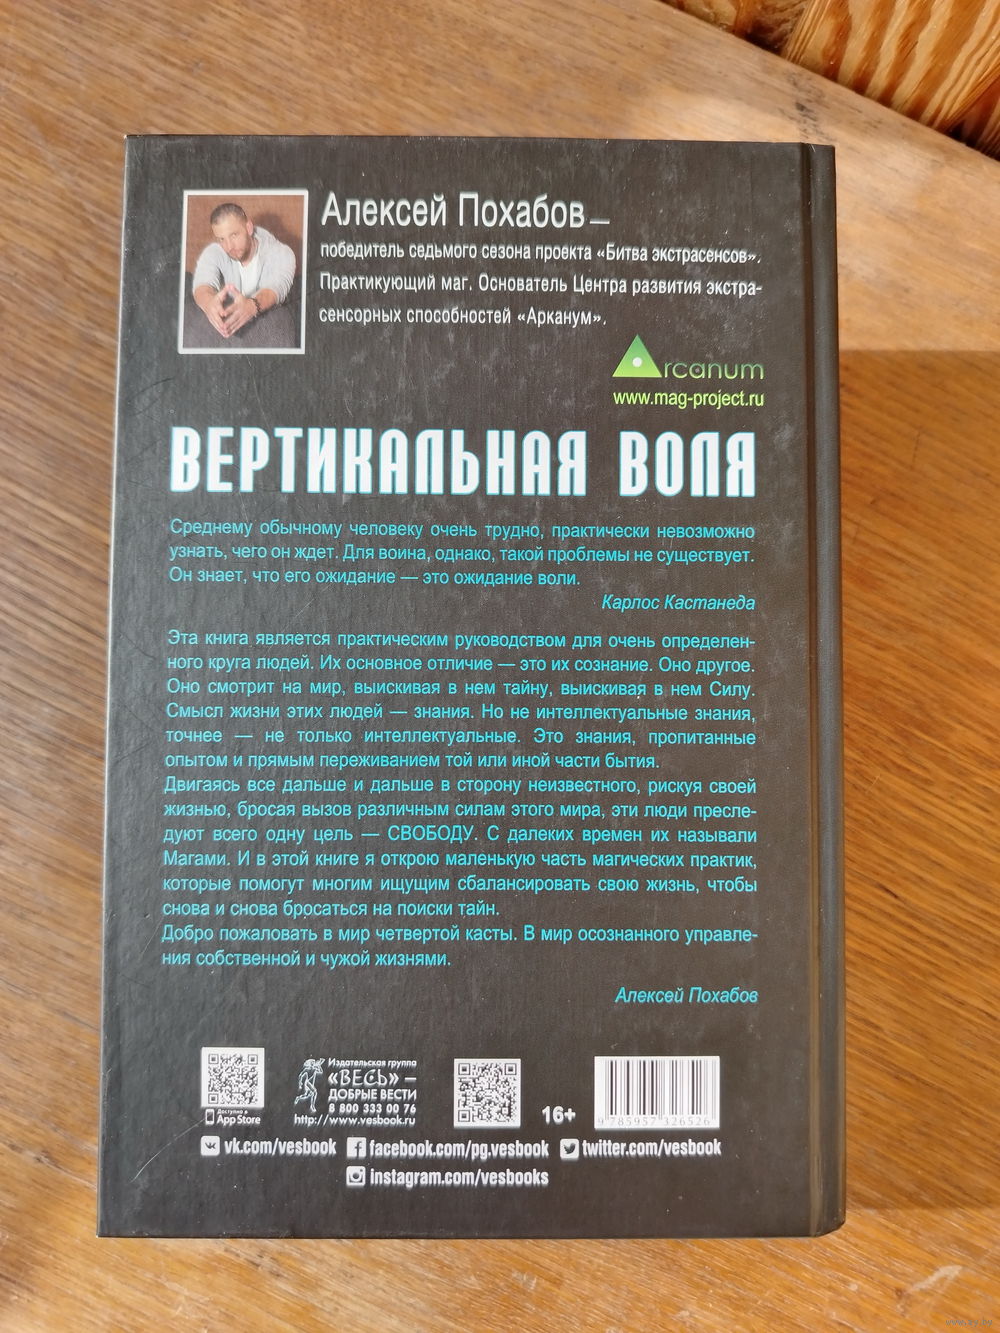 Алексей Похабов —
победитель седьмого сезона проекта «Битва экстрасенсов».
Практикующий маг. Основатель Центра развития экстра-
сенсорных способностей «Арканум».
Arcanum
www.mag-project.ru
ВЕРТИКАЛЬНАЯ ВОЛЯ
Среднему обычному человеку очень трудно, практически невозможно
узнать, чего он ждет. Для воина, однако, такой проблемы не существует.
Он знает, что его ожидание — это ожидание воли.
Карлос Кастанеда
Эта книга является практическим руководством для очень определен-
ного круга людей. Их основное отличие — это их сознание. Оно другое.
Оно смотрит на мир, выискивая в нем тайну, выискивая в нем Силу.
Смысл жизни этих людей — знания. Но не интеллектуальные знания,
точнее — не только интеллектуальные. Это знания, пропитанные
опытом и прямым переживанием той или иной части бытия.
Двигаясь все дальше и дальше в сторону неизвестного, рискуя своей
жизнью, бросая вызов различным силам этого мира, эти люди пресле-
дуют всего одну цель — СВОБОДУ. С далеких времен их называли
Магами. И в этой книге я открою маленькую часть магических практик,
которые помогут многим ищущим сбалансировать свою жизнь, чтобы
снова и снова бросаться на поиски тайн.
Добро пожаловать в мир четвертой касты. В мир осознанного управле-
ния собственной и чужой жизнями.
Алексей Похабов
Доступно в
App Store
Издательская группа
«ВЕСЬ» —
ДОБРЫЕ ВЕСТИ
8 800 333 00 76
http://www.vesbook.ru
16+
9 785957 326526
vk.com/vesbook facebook.com/pg.vesbook twitter.com/vesbook
instagram.com/vesbooks
www.ay.by